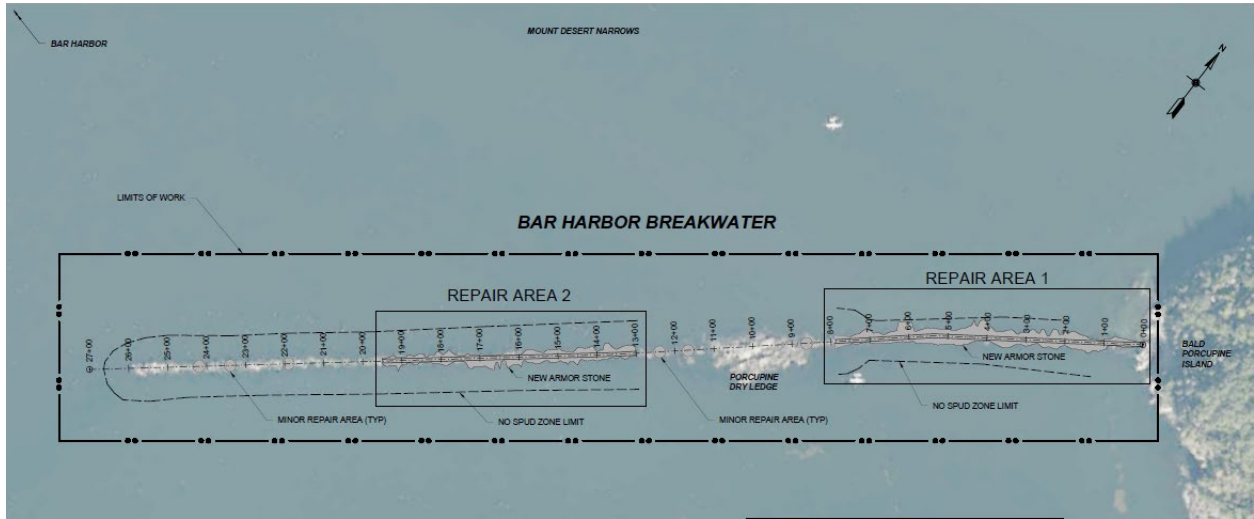 BAR HARBOR
MOUNT DESERT NARROWS
N
LIMITS OF WORK
BAR HARBOR BREAKWATER
REPAIR AREA 2
REPAIR AREA 1
27+00
26+00
25+00
24+00
23+00
22+00
21+00
20+00
19+00
18+00
17+00
16+00
15+00
14+00
13+00
12+00
11+00
10+00
9+00
8+00
7+00
6+00
5+00
4+00
3+00
2+00
1+00
0+00
NEW ARMOR STONE
NEW ARMOR STONE
BALD
PORCUPINE
ISLAND
PORCUPINE
DRY LEDGE
MINOR REPAIR AREA (TYP)
NO SPUD ZONE LIMIT
MINOR REPAIR AREA (TYP)
NO SPUD ZONE LIMIT